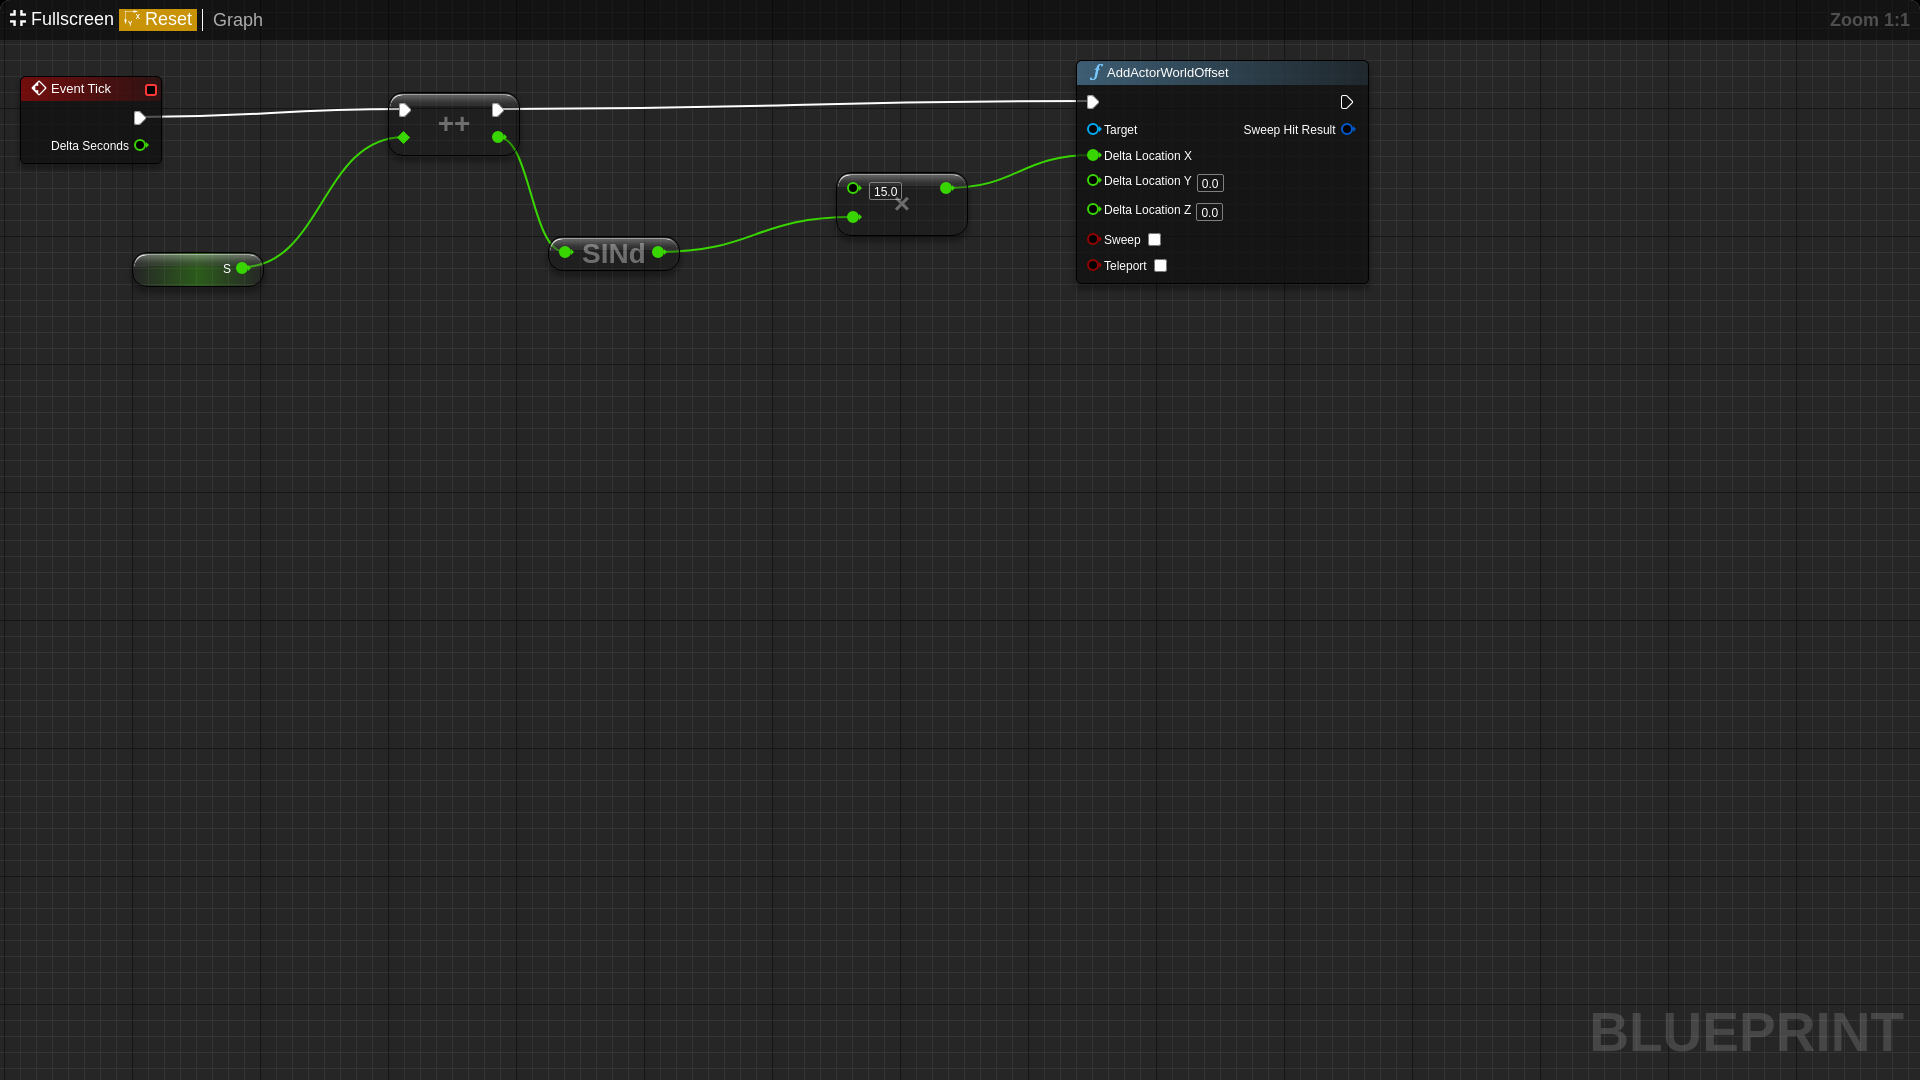 Fullscreen Reset Graph
Zoom 1:1
Event Tick
Delta Seconds
S
++
SINd
15.0
×
AddActorWorldOffset
Target
Sweep Hit Result
Delta Location X
Delta Location Y 0.0
Delta Location Z 0.0
Sweep
Teleport
BLUEPRINT